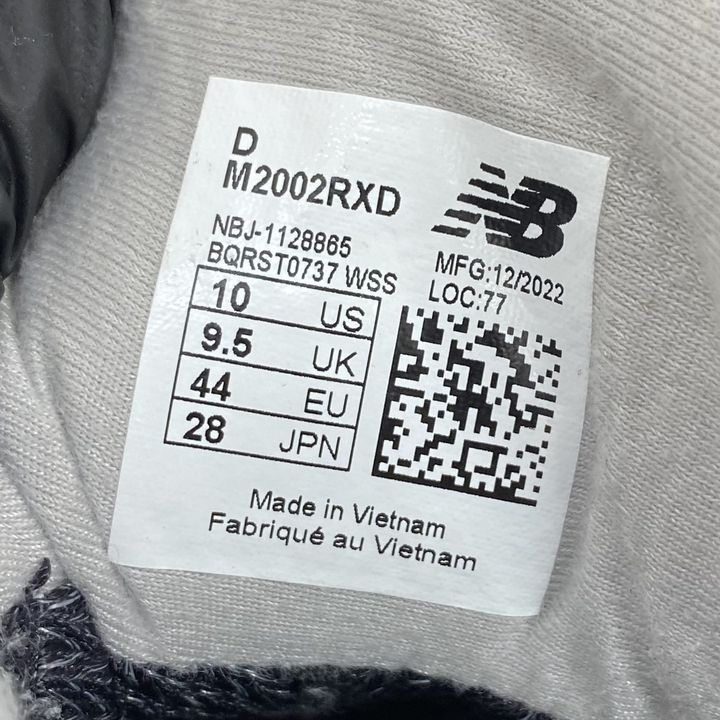 D
M2002RXD
NB
NBJ-1128865
BQRST0737 WSS
MFG:12/2022
LOC:77
10 US
9.5 UK
44 EU
28 JPN
Made in Vietnam
Fabriqué au Vietnam